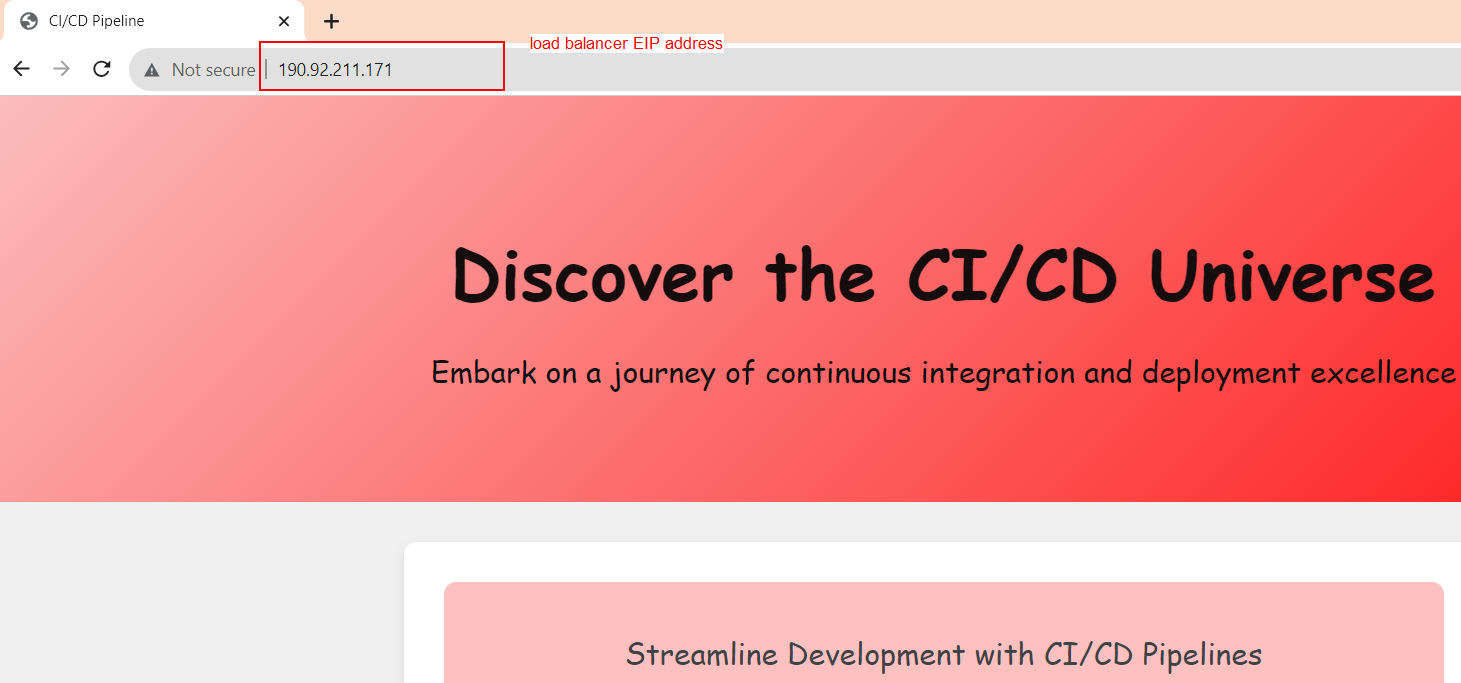 CI/CD Pipeline
load balancer EIP address
Not secure
190.92.211.171
Discover the CI/CD Universe
Embark on a journey of continuous integration and deployment excellence
Streamline Development with CI/CD Pipelines